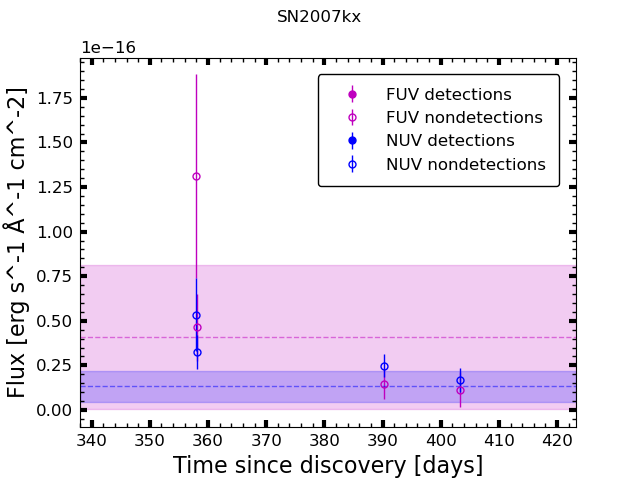 SN2007kx
1e−16
Flux [erg s^-1 Å^-1 cm^-2]
1.75
1.50
1.25
1.00
0.75
0.50
0.25
0.00
FUV detections
FUV nondetections
NUV detections
NUV nondetections
340 350 360 370 380 390 400 410 420
Time since discovery [days]